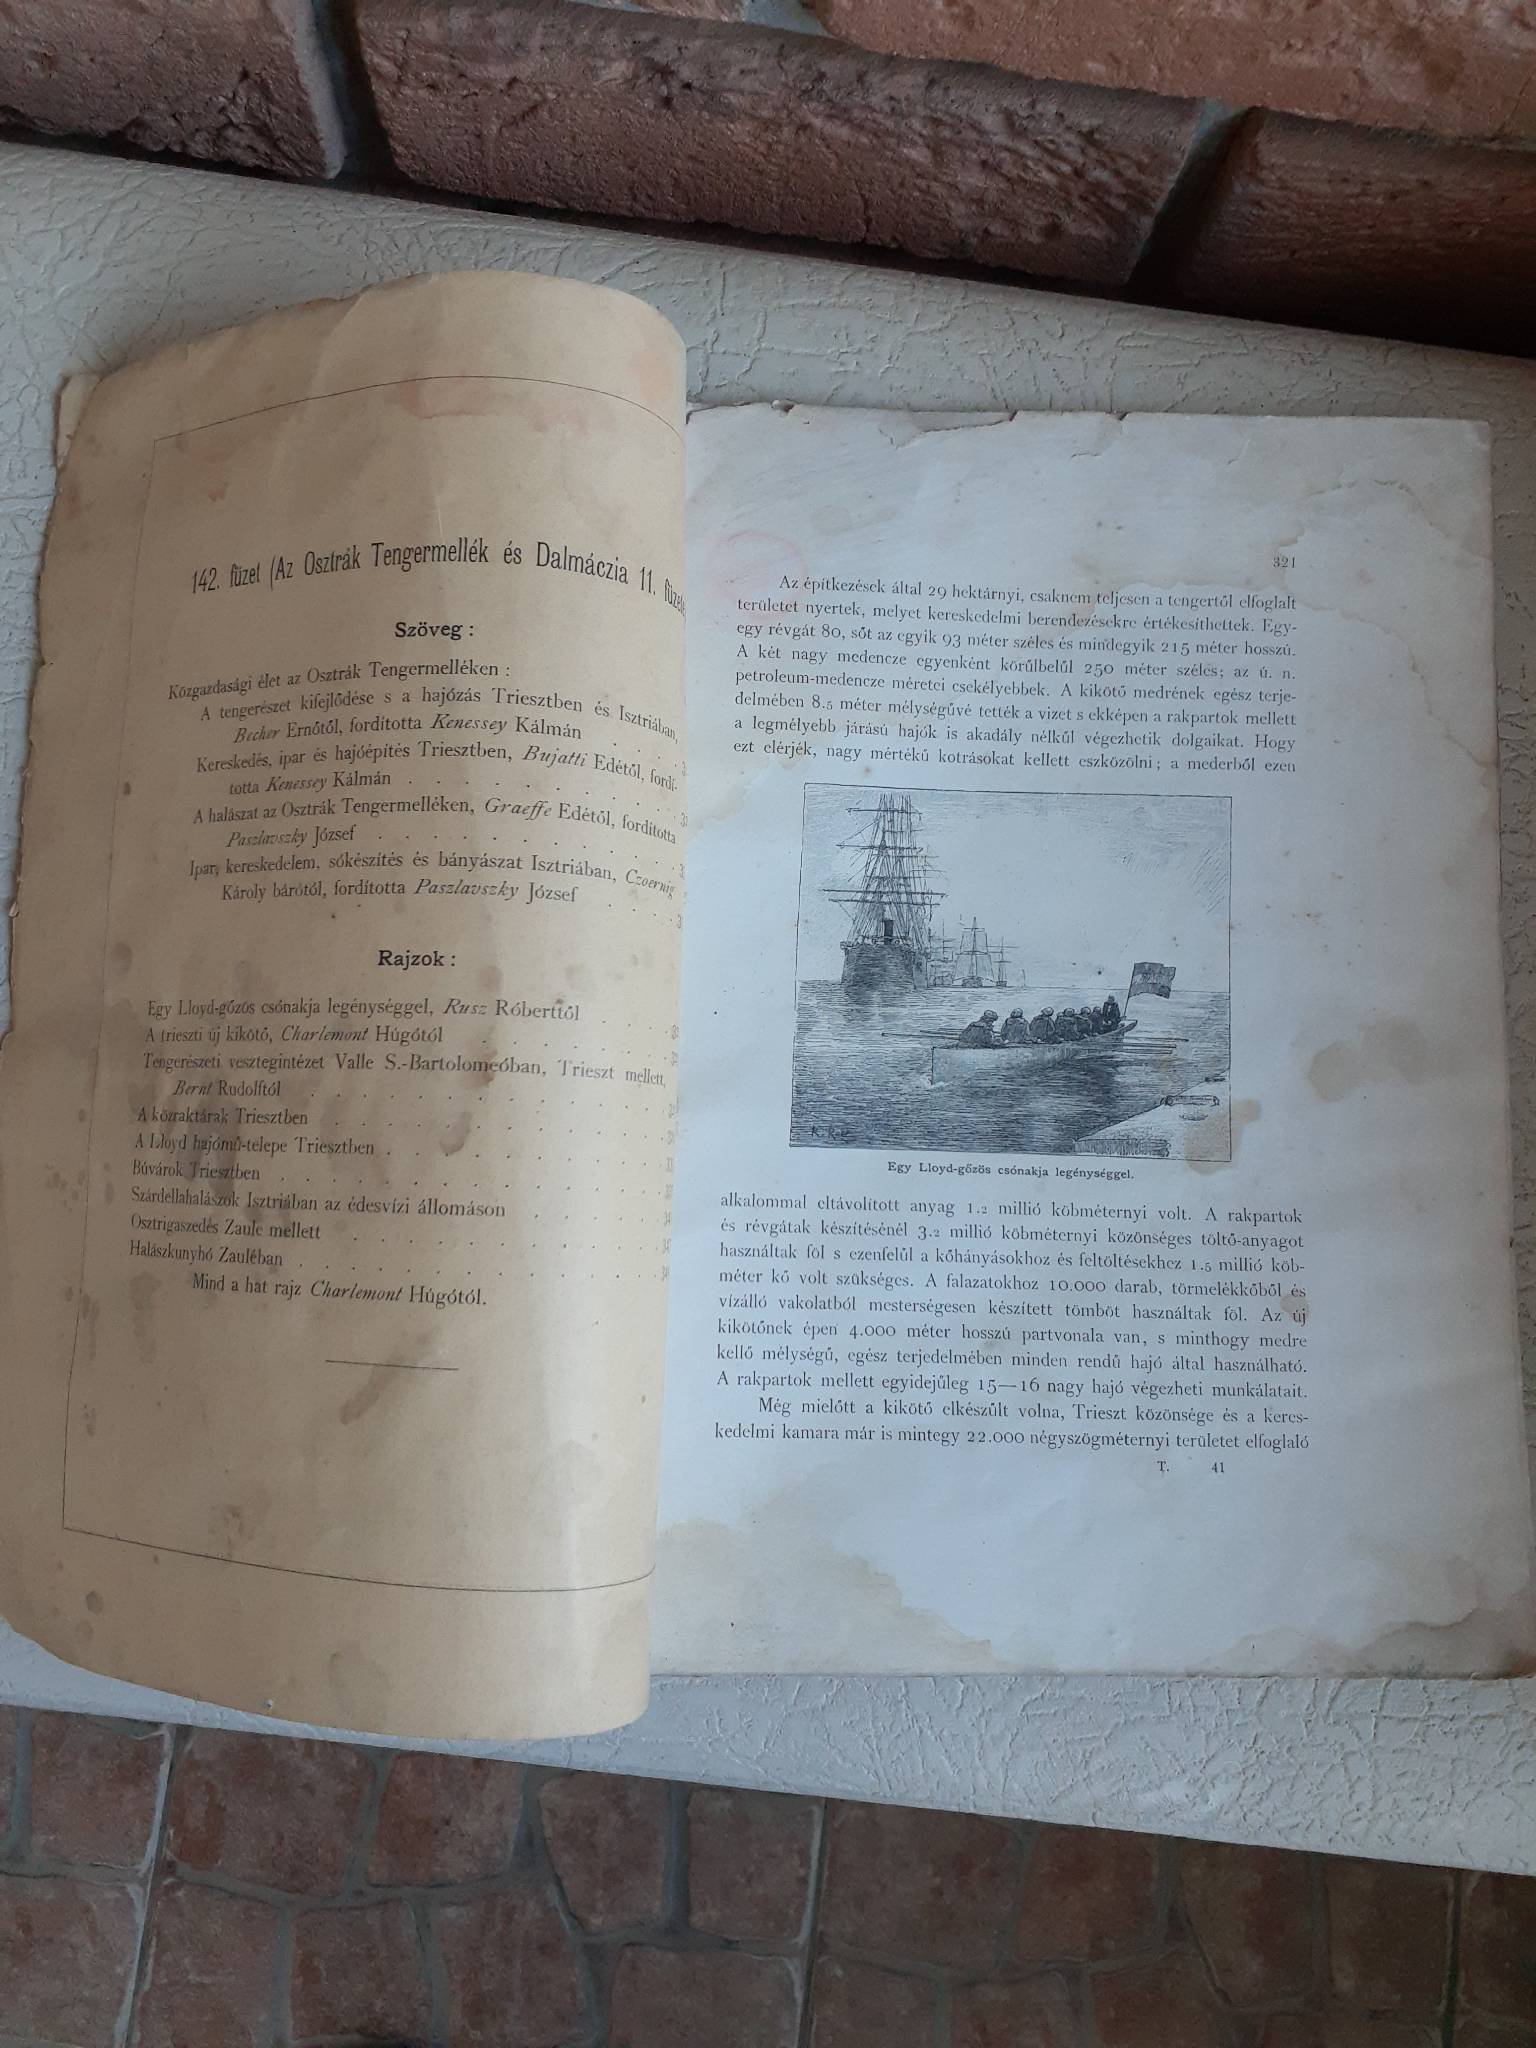 142. füzet (Az Osztrák Tengermellék és Dalmáczia 11. füzete
Szöveg :
Közgazdasági élet az Osztrák Tengermelléken :
A tengerészet kifejlődése s a hajózás Triesztben és Isztriában,
Becher Ernőtől, fordította Kenessey Kálmán . . . .
Kereskedés, ipar és hajóépítés Triesztben, Bujatti Edétől, fordí-
totta Kenessey Kálmán . . . . . . . .
A halászat az Osztrák Tengermelléken, Graeffe Edétől, fordította
Paszlavszky József . . . . . . . .
Ipar, kereskedelem, sókészítés és bányászat Isztriában, Czoernig
Károly bárótól, fordította Paszlavszky József . . . .
Rajzok :
Egy Lloyd-gőzös csónakja legénységgel, Rusz Róberttől . . . .
A trieszti új kikötő, Charlemont Húgótól . . . . . .
Tengerészeti vesztegintézet Valle S.-Bartolomeóban, Trieszt mellett,
Bernt Rudolftól . . . . . . . . . .
A közraktárak Triesztben . . . . . . . . .
A Lloyd hajómű-telepe Triesztben . . . . . . . .
Búvárok Triesztben . . . . . . . . . .
Szárdellahalászok Isztriában az édesvízi állomáson . . . . .
Osztrigaszedés Zaule mellett . . . . . . . .
Halászkunyhó Zauléban . . . . . . . . .
Mind a hat rajz Charlemont Húgótól.
321
Az építkezések által 29 hektárnyi, csaknem teljesen a tengertől elfoglalt
területet nyertek, melyet kereskedelmi berendezésekre értékesíthettek. Egy-
egy révgát 80, sőt az egyik 93 méter széles és mindegyik 215 méter hosszú.
A két nagy medencze egyenként körülbelül 250 méter széles; az ú. n.
petroleum-medencze méretei csekélyebbek. A kikötő medrének egész terje-
delmében 8.5 méter mélységűvé tették a vizet s ekképen a rakpartok mellett
a legmélyebb járású hajók is akadály nélkül végezhetik dolgaikat. Hogy
ezt elérjék, nagy mértékű kotrásokat kellett eszközölni; a mederből ezen
Egy Lloyd-gőzös csónakja legénységgel.
alkalommal eltávolított anyag 1.2 millió köbméternyi volt. A rakpartok
és révgátak készítésénél 3.2 millió köbméternyi közönséges töltő-anyagot
használtak föl s ezenfelül a kőhányásokhoz és feltöltésekhez 1.5 millió köb-
méter kő volt szükséges. A falazatokhoz 10.000 darab, törmelékkőből és
vízálló vakolatból mesterségesen készített tömböt használtak föl. Az új
kikötőnek épen 4.000 méter hosszú partvonala van, s minthogy medre
kellő mélységű, egész terjedelmében minden rendű hajó által használható.
A rakpartok mellett egyidejűleg 15—16 nagy hajó végezheti munkálatait.
Még mielőtt a kikötő elkészült volna, Trieszt közönsége és a keres-
kedelmi kamara már is mintegy 22.000 négyszögméternyi területet elfoglaló
T. 41